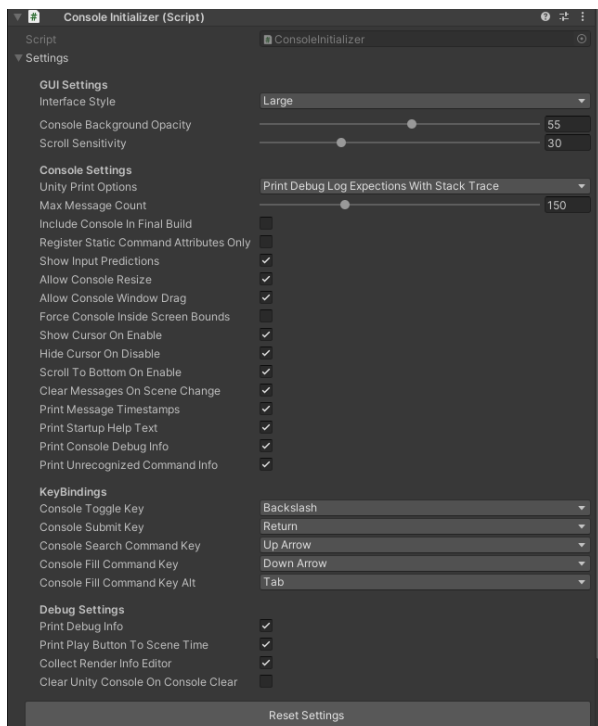 Console Initializer (Script)
Script ConsoleInitializer
Settings
GUI Settings
Interface Style Large
Console Background Opacity 55
Scroll Sensitivity 30
Console Settings
Unity Print Options Print Debug Log Expections With Stack Trace
Max Message Count 150
Include Console In Final Build
Register Static Command Attributes Only
Show Input Predictions
Allow Console Resize
Allow Console Window Drag
Force Console Inside Screen Bounds
Show Cursor On Enable
Hide Cursor On Disable
Scroll To Bottom On Enable
Clear Messages On Scene Change
Print Message Timestamps
Print Startup Help Text
Print Console Debug Info
Print Unrecognized Command Info
KeyBindings
Console Toggle Key Backslash
Console Submit Key Return
Console Search Command Key Up Arrow
Console Fill Command Key Down Arrow
Console Fill Command Key Alt Tab
Debug Settings
Print Debug Info
Print Play Button To Scene Time
Collect Render Info Editor
Clear Unity Console On Console Clear
Reset Settings